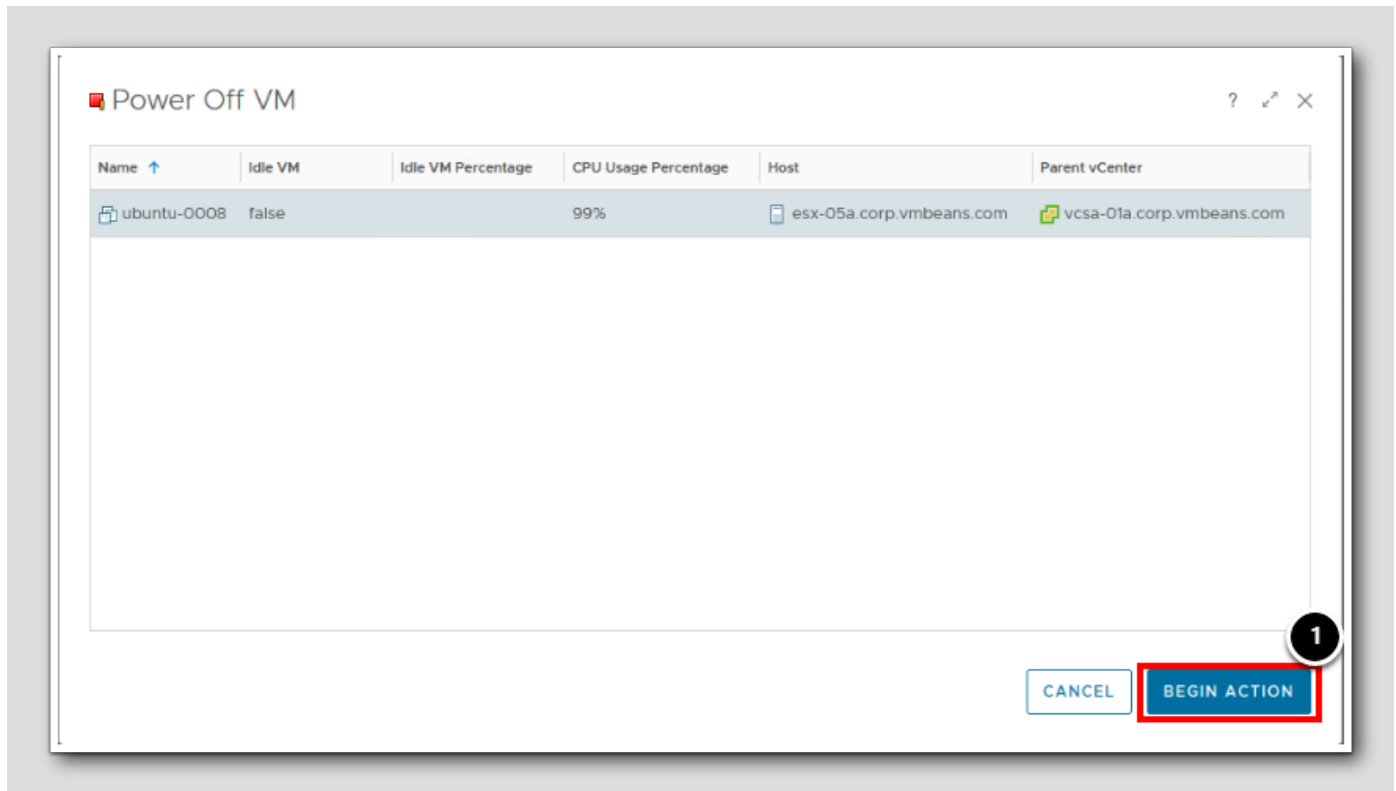 Power Off VM
?
Name Idle VM Idle VM Percentage CPU Usage Percentage Host Parent vCenter
ubuntu-0008 false 99% esx-05a.corp.vmbeans.com vcsa-01a.corp.vmbeans.com
1
CANCEL BEGIN ACTION